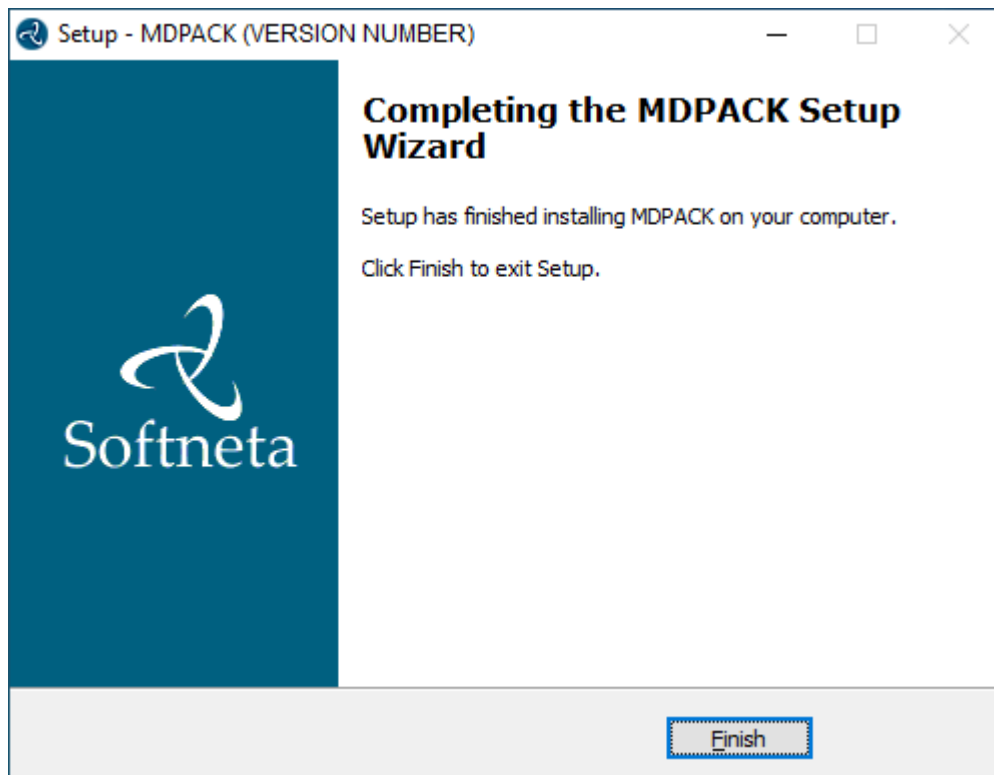 Setup - MDPACK (VERSION NUMBER)
Completing the MDPACK Setup
Wizard
Setup has finished installing MDPACK on your computer.
Click Finish to exit Setup.
Softneta
Finish